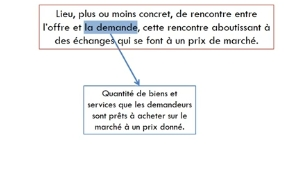 Lieu, plus ou moins concret, de rencontre entre
l'offre et la demande, cette rencontre aboutissant à
des échanges qui se font à un prix de marché.
Quantité de biens et
services que les demandeurs
sont prêts à acheter sur le
marché à un prix donné.